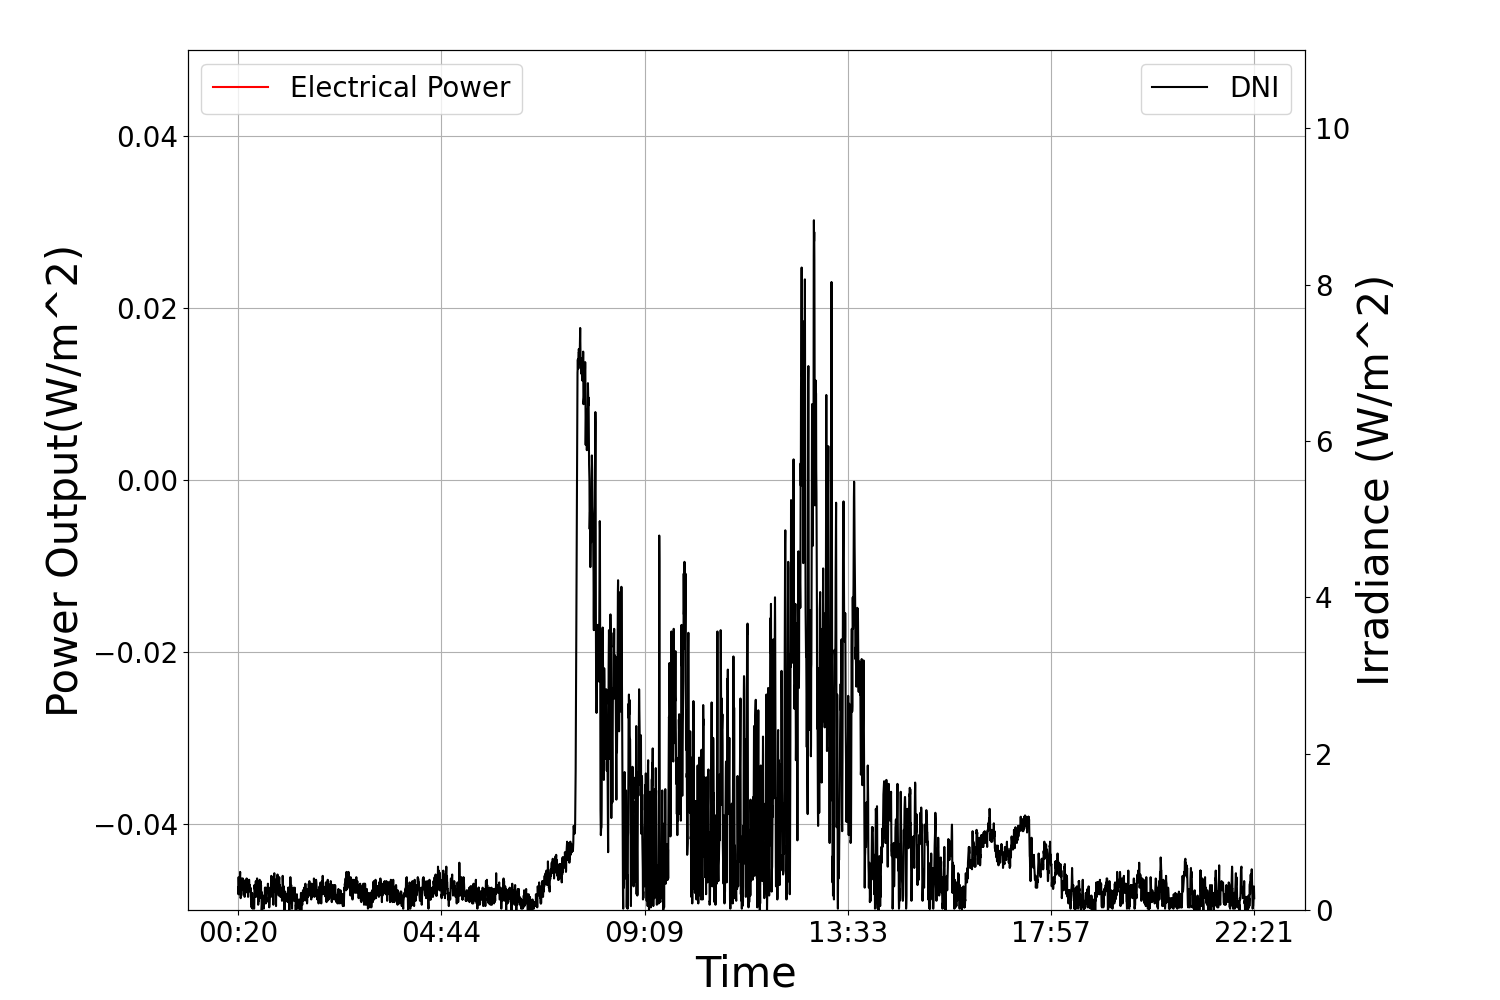 Electrical Power
DNI
0.04
0.02
0.00
−0.02
−0.04
Power Output(W/m^2)
10
8
6
4
2
0
Irradiance (W/m^2)
00:20 04:44 09:09 13:33 17:57 22:21
Time